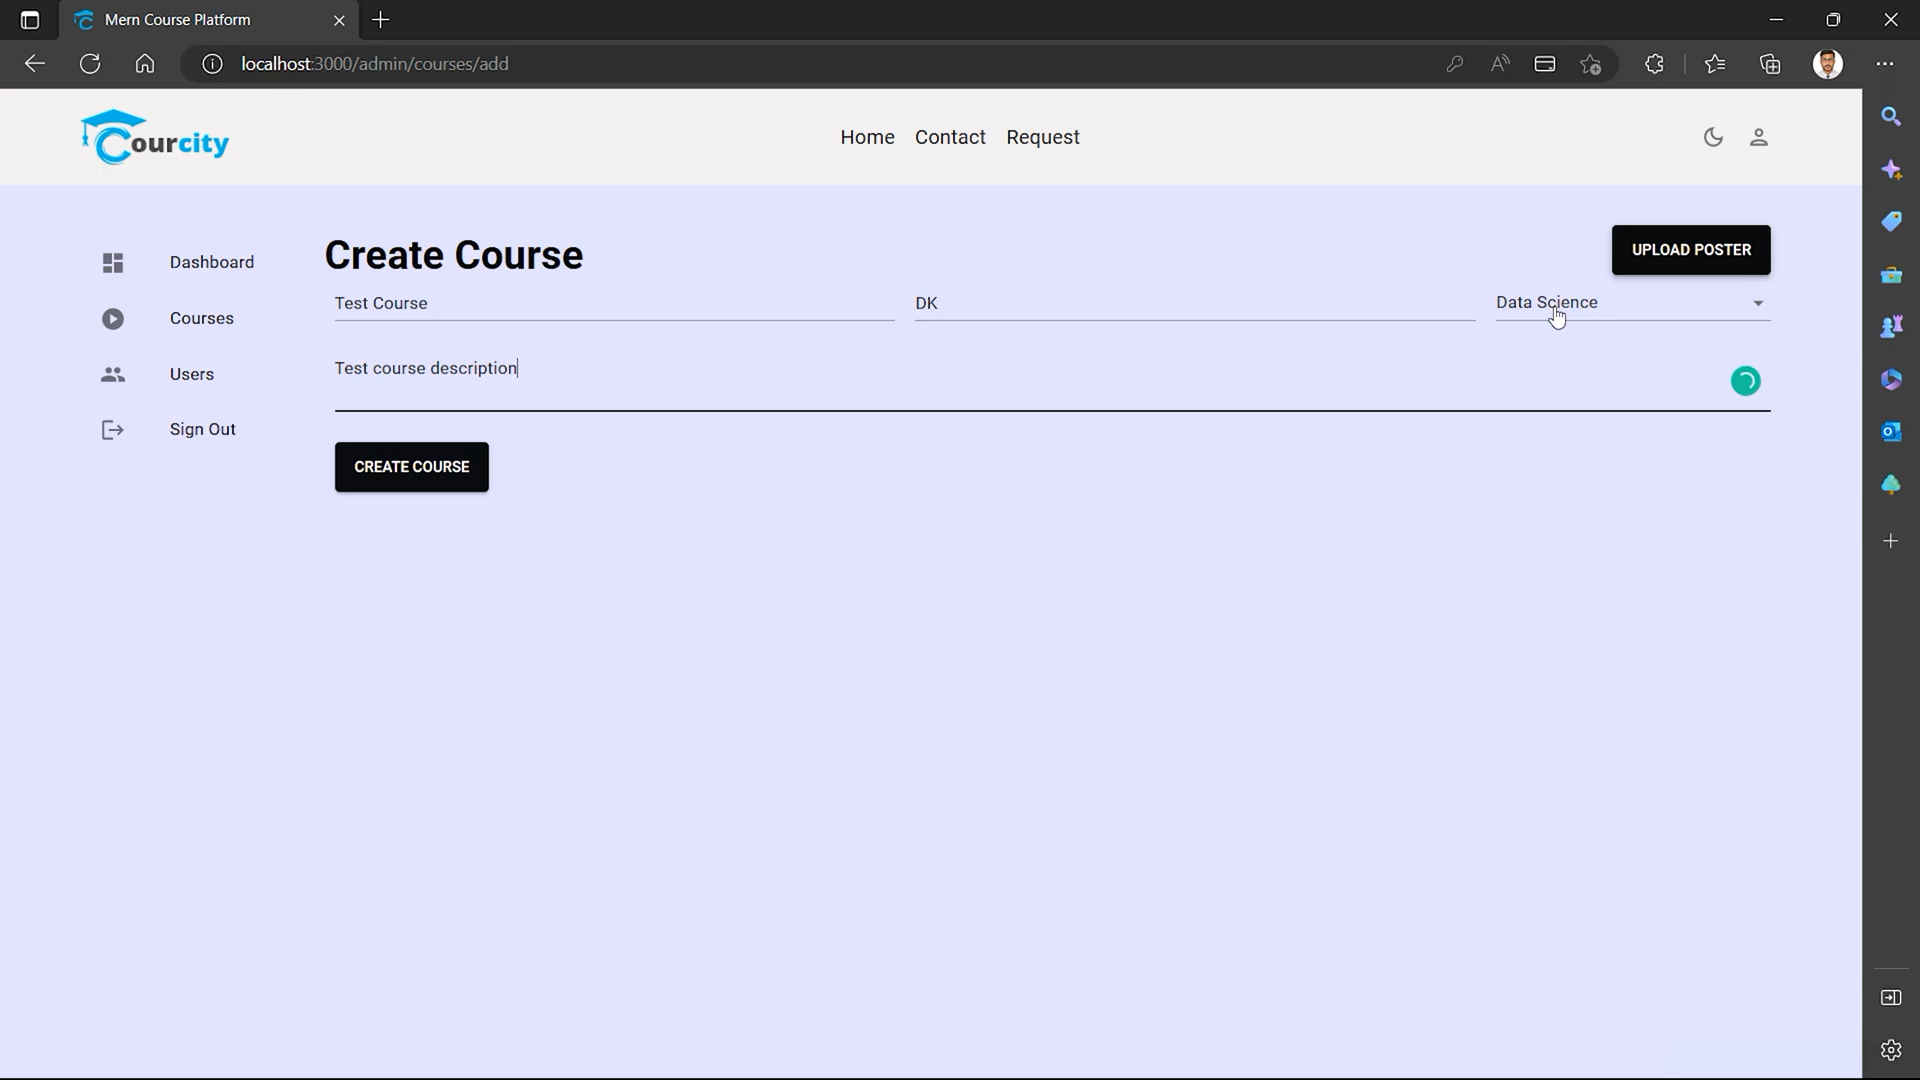 Mern Course Platform
localhost:3000/admin/courses/add
Courcity
Home Contact Request
Dashboard
Courses
Users
Sign Out
Create Course
UPLOAD POSTER
Test Course
DK
Data Science
Test course description
CREATE COURSE